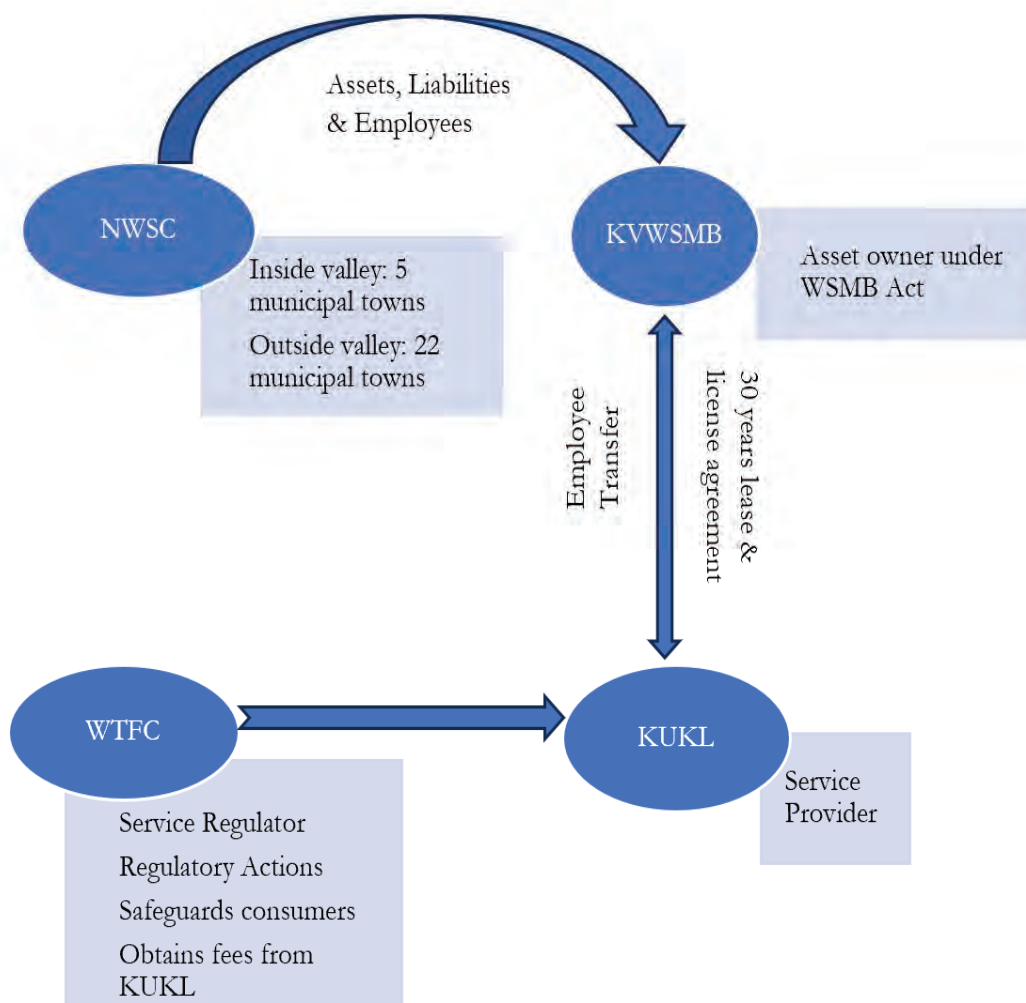 Assets, Liabilities
& Employees
NWSC
KVWSMB
Inside valley: 5
municipal towns
Outside valley: 22
municipal towns
Asset owner under
WSMB Act
Employee
Transfer
30 years lease &
license agreement
WTFC
KUKL
Service Regulator
Regulatory Actions
Safeguards consumers
Obtains fees from
KUKL
Service
Provider